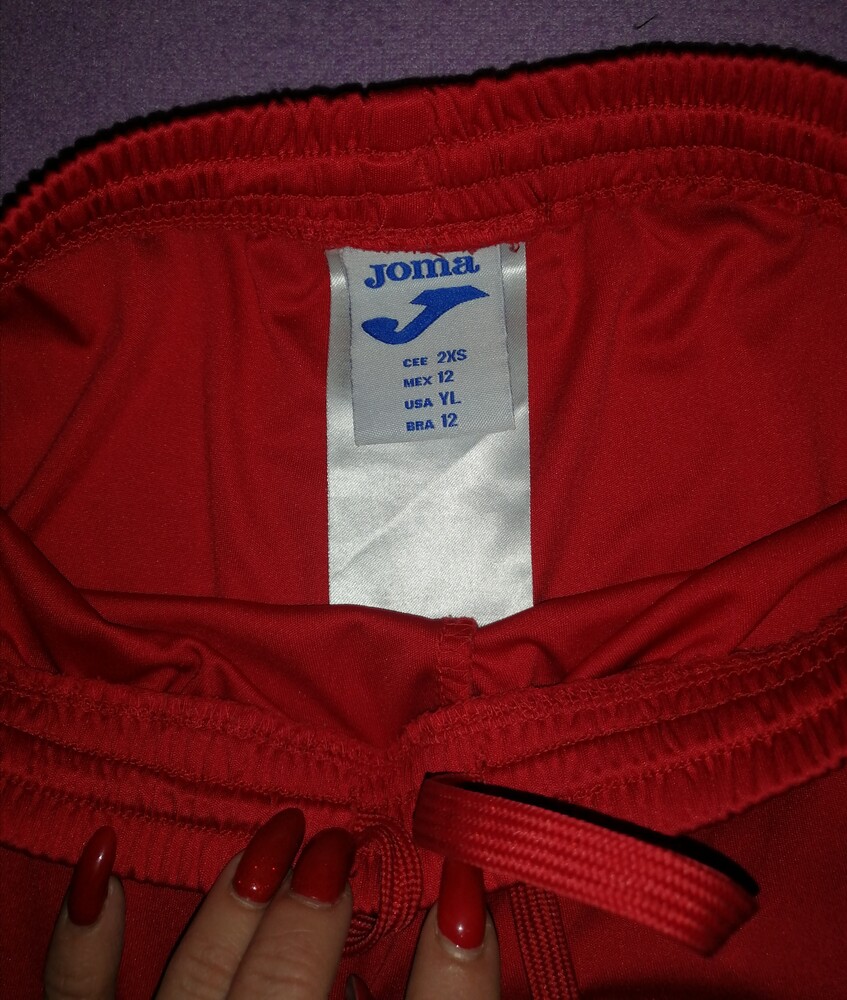 Joma
CEE 2XS
MEX 12
USA YL
BRA 12